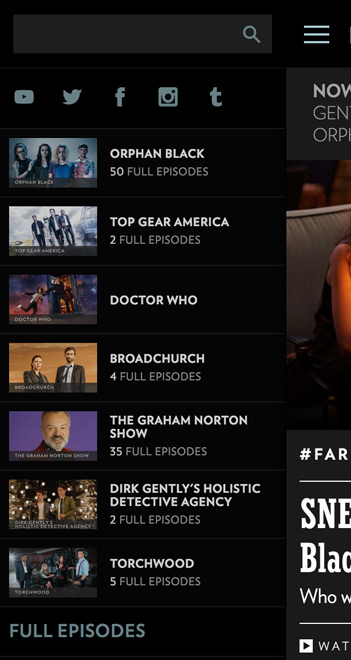 NOW
GEN
ORPH
ORPHAN BLACK
ORPHAN BLACK
50 FULL EPISODES
TOP GEAR AMERICA
TOP GEAR AMERICA
2 FULL EPISODES
DOCTOR WHO
DOCTOR WHO
BROADCHURCH
BROADCHURCH
4 FULL EPISODES
THE GRAHAM NORTON SHOW
THE GRAHAM NORTON
SHOW
35 FULL EPISODES
DIRK GENTLY'S
HOLISTIC DETECTIVE AGENCY
DIRK GENTLY'S HOLISTIC
DETECTIVE AGENCY
2 FULL EPISODES
TORCHWOOD
TORCHWOOD
5 FULL EPISODES
FULL EPISODES
#FAR
SNE
Blac
Who w
WAT